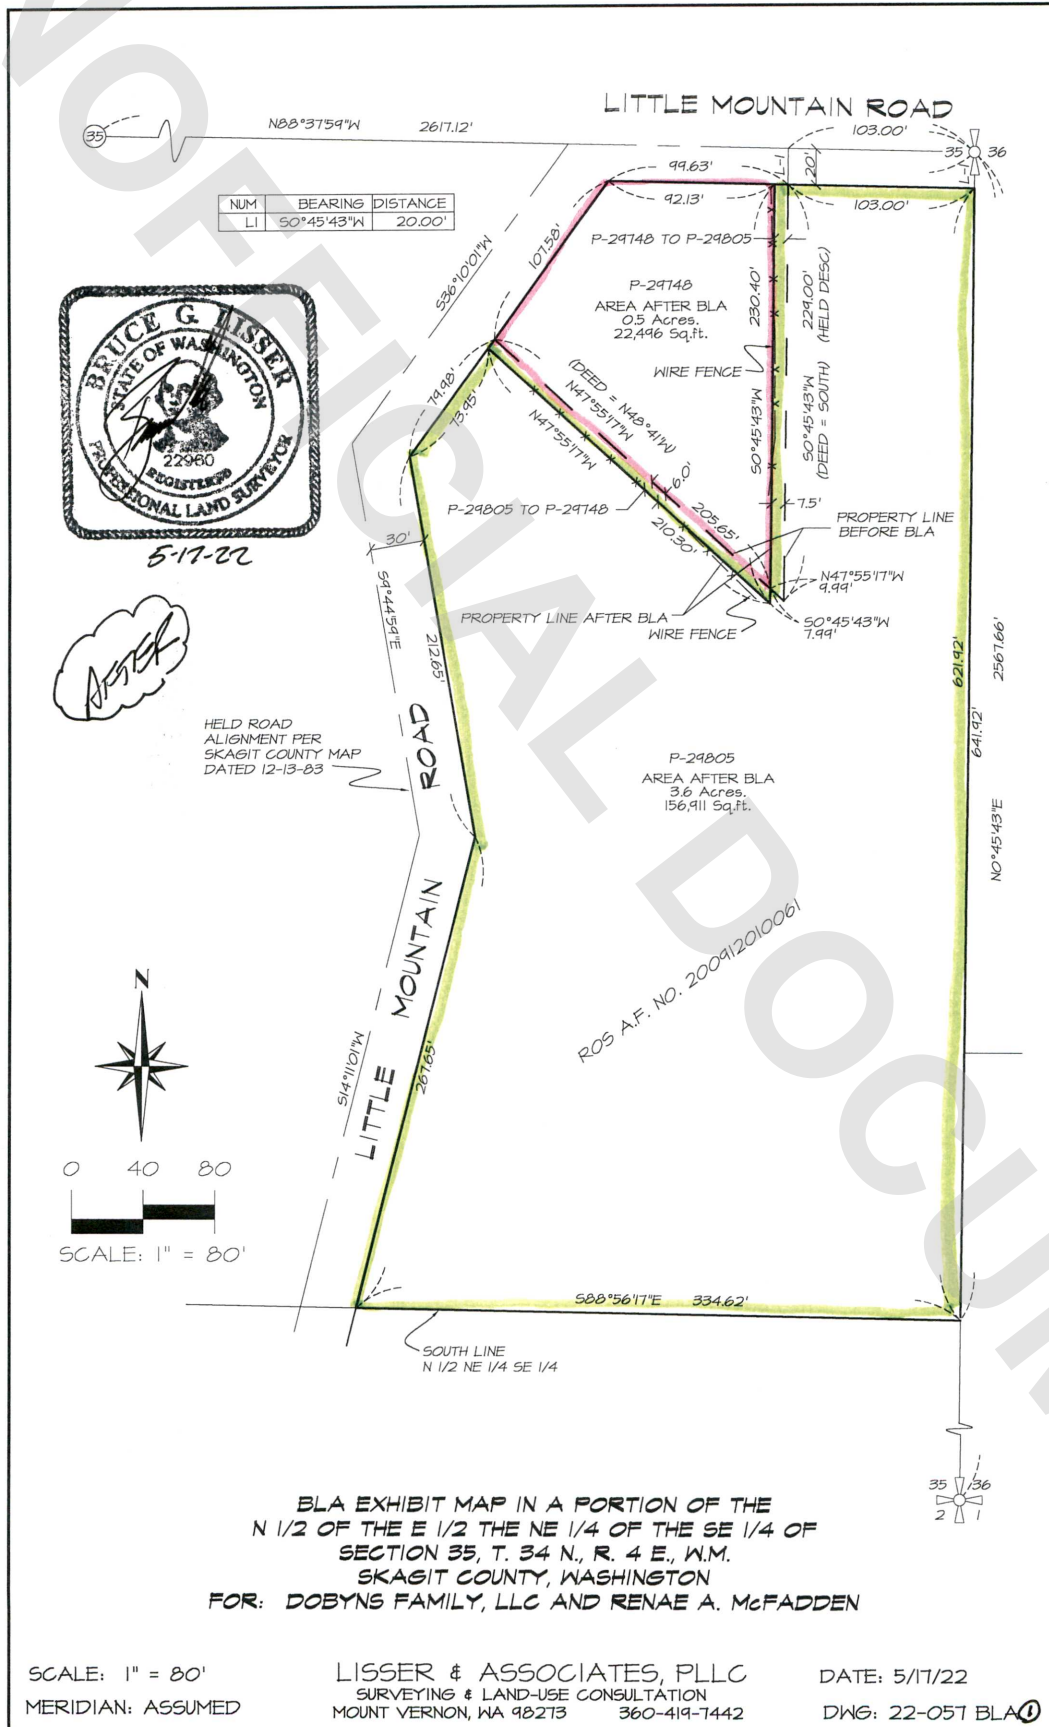 UNOFFICIAL DOCUMENT
LITTLE MOUNTAIN ROAD
35
N88°37'59"W 2617.12'
103.00'
35 36
L-1
20'
NUM BEARING DISTANCE
L1 S0°45'43"W 20.00'
99.63'
92.13'
103.00'
107.58'
S36°10'01"W
P-29748 TO P-29805
P-29748
AREA AFTER BLA
0.5 Acres.
22,496 Sq.ft.
230.40'
229.00' (HELD DESC)
WIRE FENCE
S0°45'43"W
S0°45'43"W
(DEED = SOUTH)
BRUCE G. LISSER
STATE OF WASHINGTON
22960
REGISTERED
PROFESSIONAL LAND SURVEYOR
5-17-22
79.98'
73.95'
(DEED = N48°41'W)
N47°55'17"W
N47°55'17"W
6.0'
P-29805 TO P-29748
205.65'
210.30'
7.5'
PROPERTY LINE
BEFORE BLA
30'
S9°44'59"E
N47°55'17"W
9.99'
PROPERTY LINE AFTER BLA
WIRE FENCE
S0°45'43"W
7.99'
AFTER
212.65'
621.92'
2567.66'
641.92'
N0°45'43"E
HELD ROAD
ALIGNMENT PER
SKAGIT COUNTY MAP
DATED 12-13-83
LITTLE MOUNTAIN ROAD
P-29805
AREA AFTER BLA
3.6 Acres.
156,911 Sq.ft.
ROS A.F. NO. 200912010061
N
S14°11'01"W
267.65'
0 40 80
SCALE: 1" = 80'
S88°56'17"E 334.62'
SOUTH LINE
N 1/2 NE 1/4 SE 1/4
35 36
2 1
BLA EXHIBIT MAP IN A PORTION OF THE
N 1/2 OF THE E 1/2 THE NE 1/4 OF THE SE 1/4 OF
SECTION 35, T. 34 N., R. 4 E., W.M.
SKAGIT COUNTY, WASHINGTON
FOR: DOBYNS FAMILY, LLC AND RENAE A. McFADDEN
SCALE: 1" = 80'
MERIDIAN: ASSUMED
LISSER & ASSOCIATES, PLLC
SURVEYING & LAND-USE CONSULTATION
MOUNT VERNON, WA 98273 360-419-7442
DATE: 5/17/22
DWG: 22-057 BLA 1